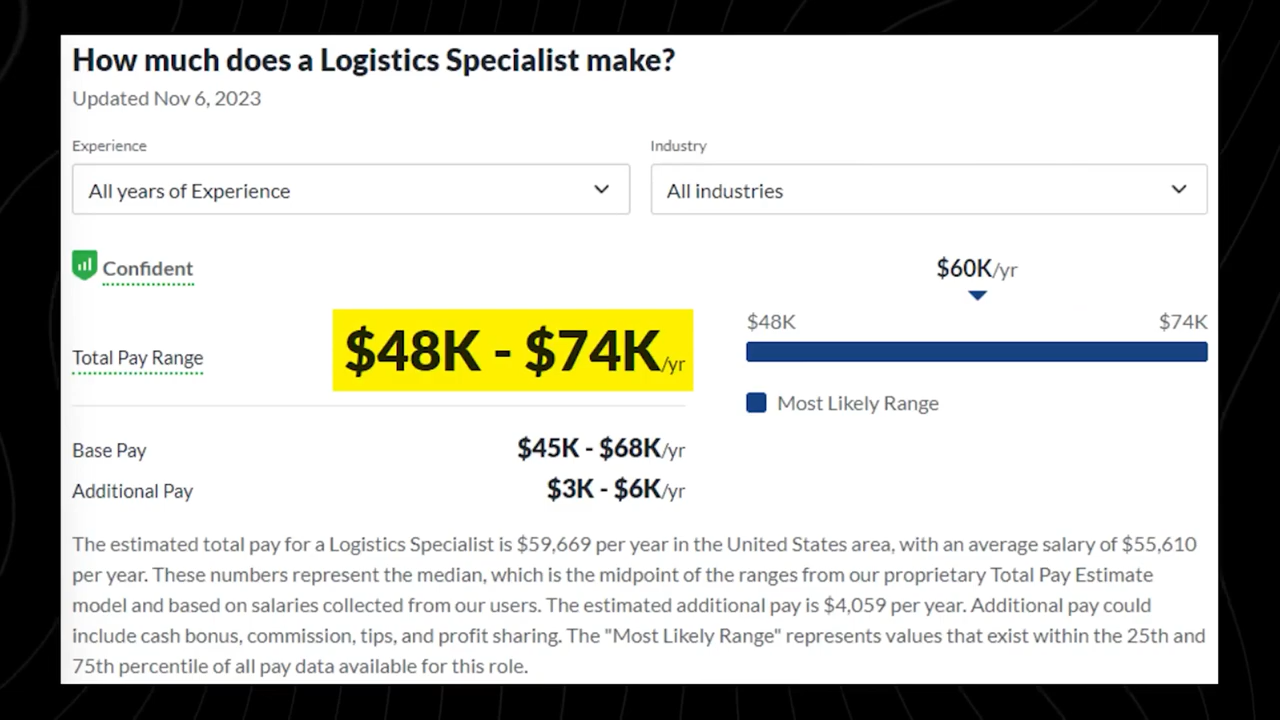 How much does a Logistics Specialist make?
Updated Nov 6, 2023
Experience
Industry
All years of Experience
All industries
Confident
$60K/yr
$48K
$74K
Total Pay Range
$48K - $74K/yr
Most Likely Range
Base Pay
$45K - $68K/yr
Additional Pay
$3K - $6K/yr
The estimated total pay for a Logistics Specialist is $59,669 per year in the United States area, with an average salary of $55,610
per year. These numbers represent the median, which is the midpoint of the ranges from our proprietary Total Pay Estimate
model and based on salaries collected from our users. The estimated additional pay is $4,059 per year. Additional pay could
include cash bonus, commission, tips, and profit sharing. The "Most Likely Range" represents values that exist within the 25th and
75th percentile of all pay data available for this role.